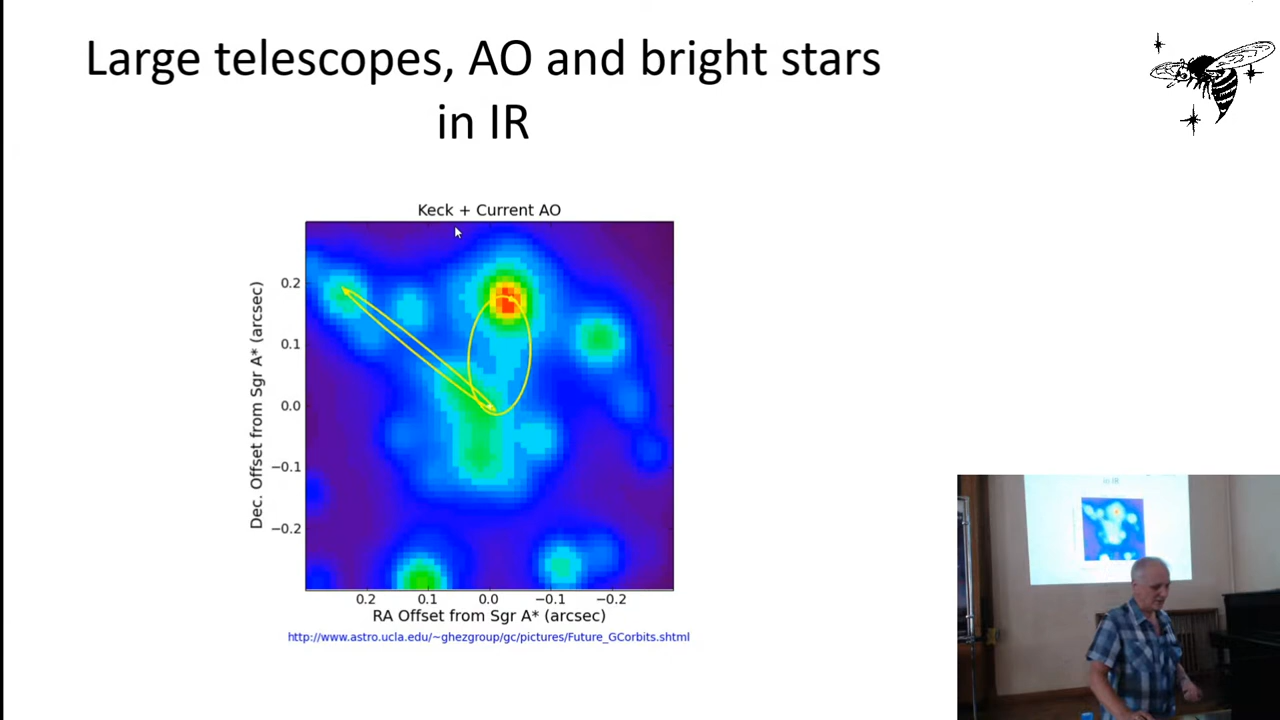 Large telescopes, AO and bright stars
in IR
Keck + Current AO
Dec. Offset from Sgr A* (arcsec)
0.2
0.1
0.0
−0.1
−0.2
0.2 0.1 0.0 −0.1 −0.2
RA Offset from Sgr A* (arcsec)
http://www.astro.ucla.edu/~ghezgroup/gc/pictures/Future_GCorbits.shtml
in IR